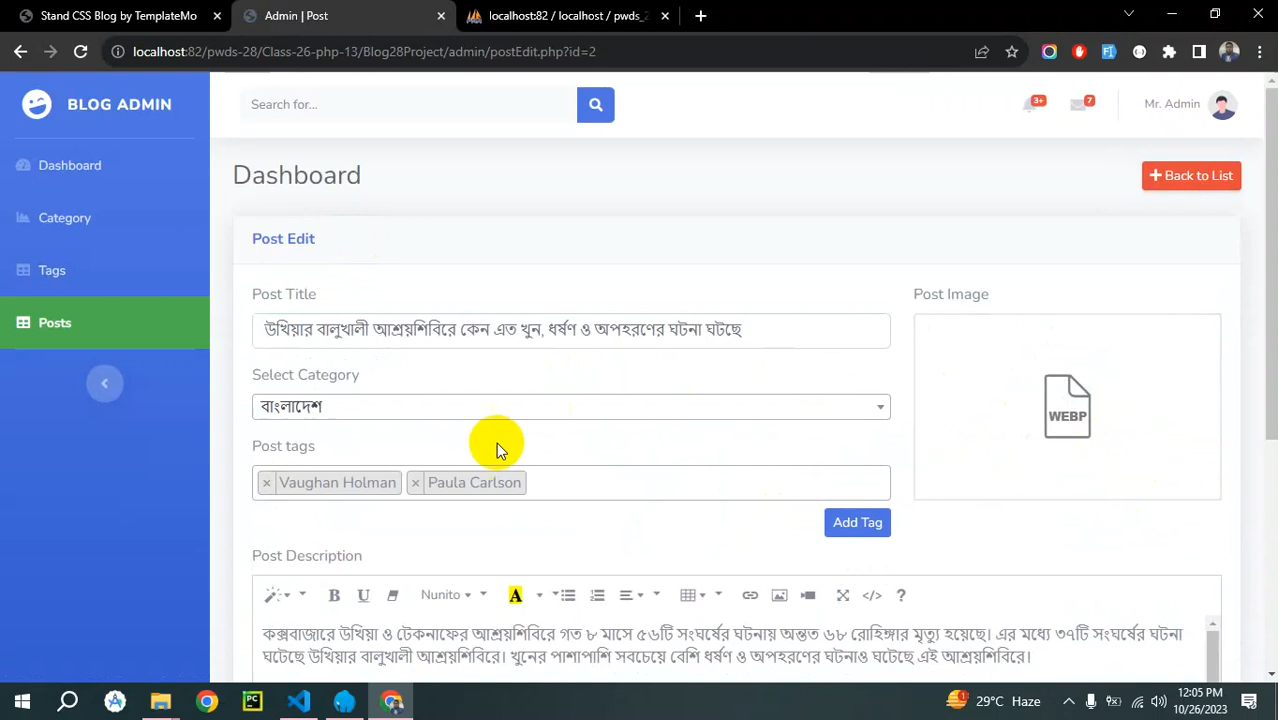 Stand CSS Blog by TemplateMo
Admin | Post
localhost:82 / localhost / pwds_2
localhost:82/pwds-28/Class-26-php-13/Blog28Project/admin/postEdit.php?id=2
BLOG ADMIN
Search for...
3+
7
Mr. Admin
Dashboard
Dashboard
Back to List
Category
Post Edit
Tags
Post Title
Post Image
Posts
উখিয়ার বালুখালী আশ্রয়শিবিরে কেন এত খুন, ধর্ষণ ও অপহরণের ঘটনা ঘটছে
Select Category
বাংলাদেশ
WEBP
Post tags
× Vaughan Holman × Paula Carlson
Add Tag
Post Description
B U Nunito A </> ?
কক্সবাজারে উখিয়া ও টেকনাফের আশ্রয়শিবিরে গত ৮ মাসে ৫৬টি সংঘর্ষের ঘটনায় অন্তত ৬৮ রোহিঙ্গার মৃত্যু হয়েছে। এর মধ্যে ৩৭টি সংঘর্ষের ঘটনা
ঘটেছে উখিয়ার বালুখালী আশ্রয়শিবিরে। খুনের পাশাপাশি সবচেয়ে বেশি ধর্ষণ ও অপহরণের ঘটনাও ঘটেছে এই আশ্রয়শিবিরে।
PC
1
29°C Haze
12:05 PM
10/26/2023